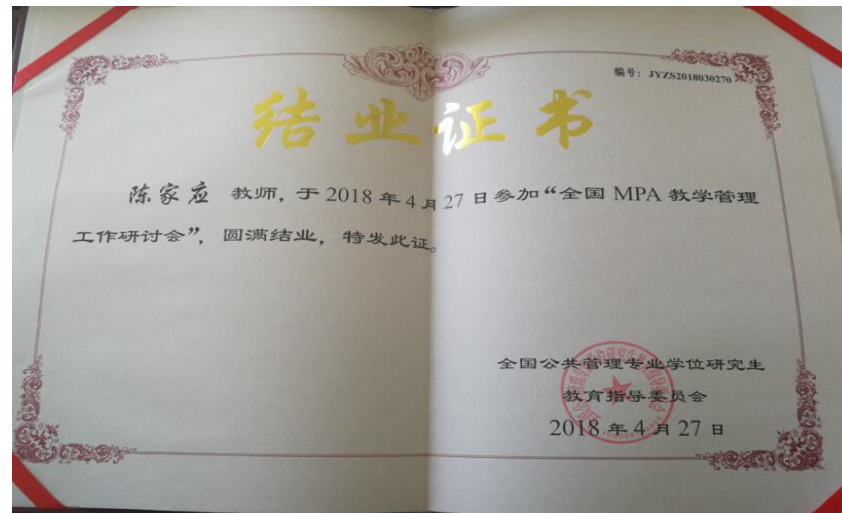 编号：JYZS2018030270
结业证书
陈家应 教师，于2018年4月27日参加“全国MPA教学管理
工作研讨会”，圆满结业，特发此证。
全国公共管理专业学位研究生
教育指导委员会
2018年4月27日